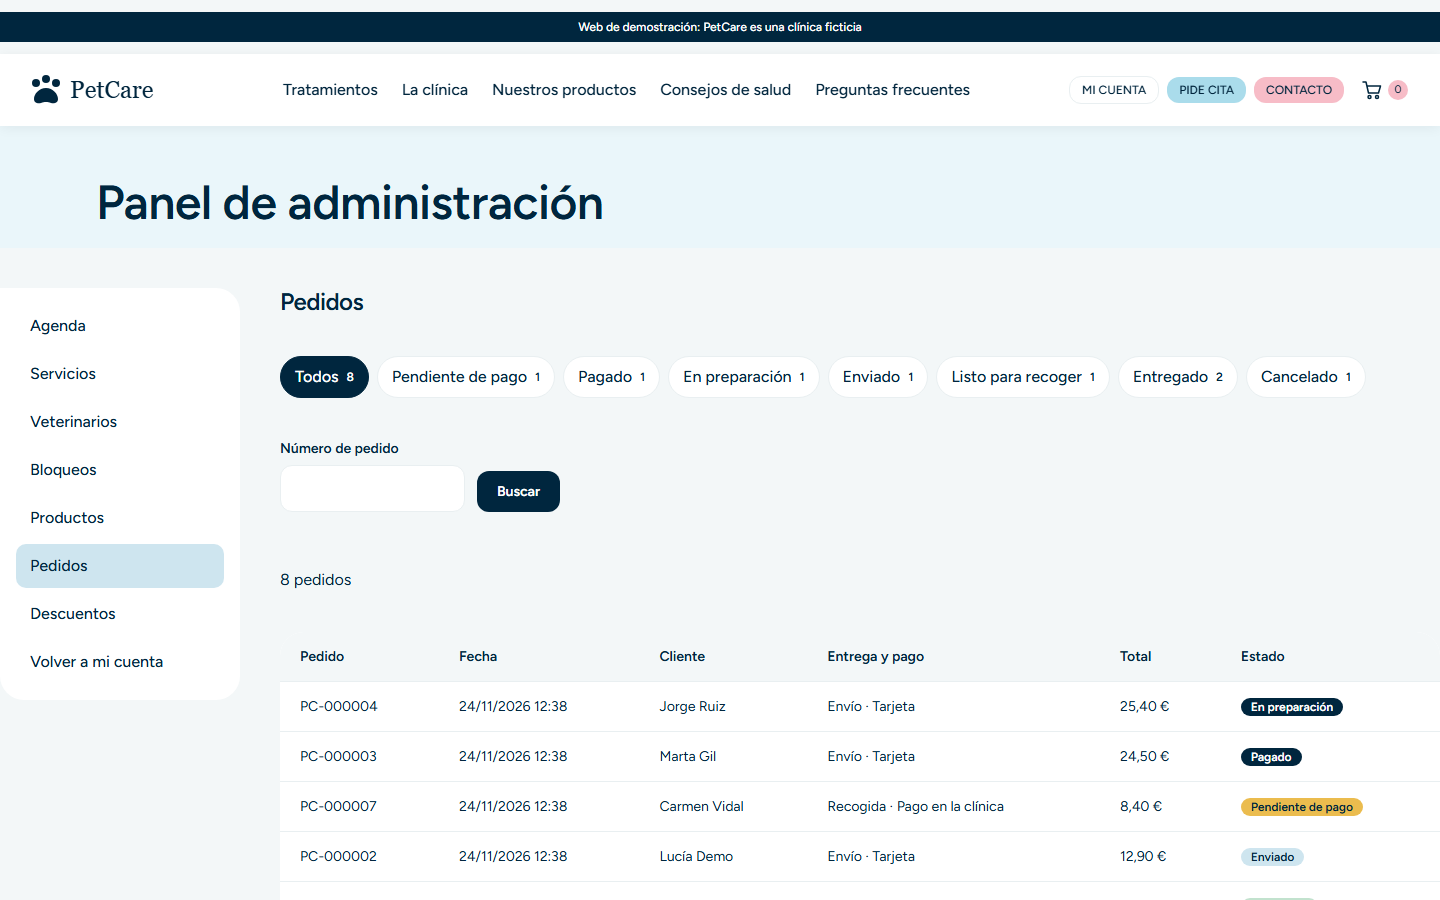 Web de demostración: PetCare es una clínica ficticia
PetCare
Tratamientos La clínica Nuestros productos Consejos de salud Preguntas frecuentes MI CUENTA PIDE CITA CONTACTO 0
Panel de administración
Agenda
Servicios
Veterinarios
Bloqueos
Productos
Pedidos
Descuentos
Volver a mi cuenta
Pedidos
Todos 8 Pendiente de pago 1 Pagado 1 En preparación 1 Enviado 1 Listo para recoger 1 Entregado 2 Cancelado 1
Número de pedido
Buscar
8 pedidos
Pedido Fecha Cliente Entrega y pago Total Estado
PC-000004 24/11/2026 12:38 Jorge Ruiz Envío · Tarjeta 25,40 € En preparación
PC-000003 24/11/2026 12:38 Marta Gil Envío · Tarjeta 24,50 € Pagado
PC-000007 24/11/2026 12:38 Carmen Vidal Recogida · Pago en la clínica 8,40 € Pendiente de pago
PC-000002 24/11/2026 12:38 Lucía Demo Envío · Tarjeta 12,90 € Enviado